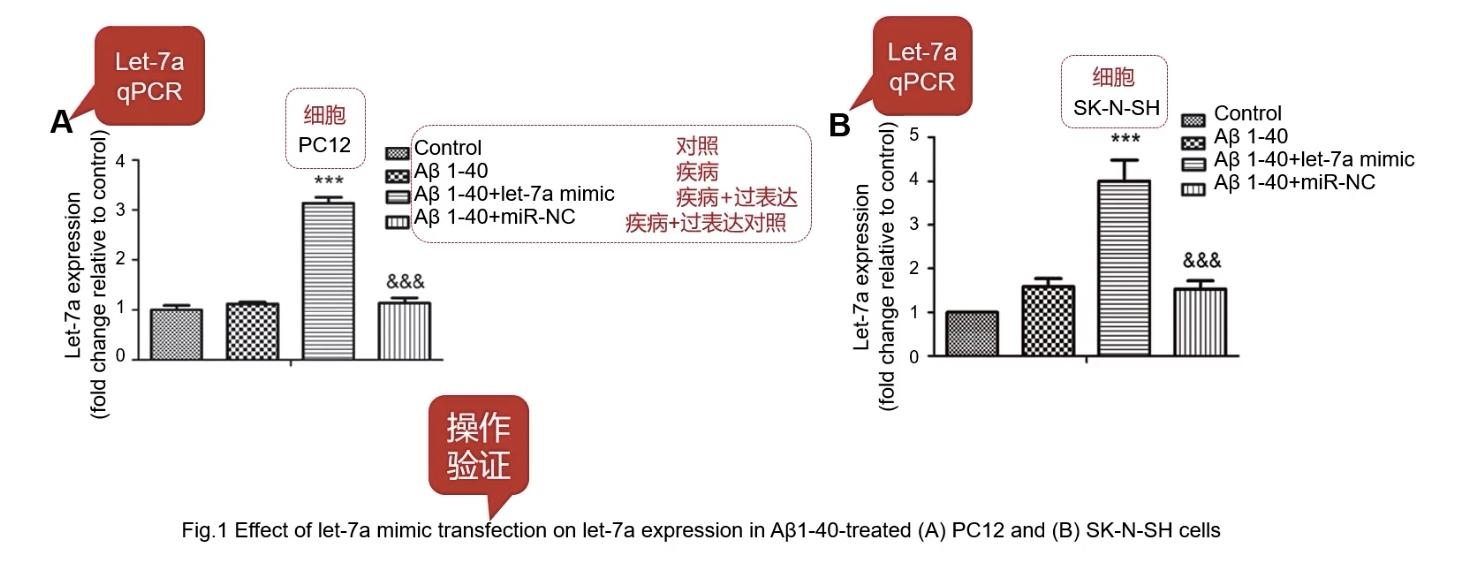 Let-7a
qPCR
A
细胞
PC12
***
&&&
Let-7a expression
(fold change relative to control)
4
3
2
1
0
Control 对照
Aβ 1-40 疾病
Aβ 1-40+let-7a mimic 疾病+过表达
Aβ 1-40+miR-NC 疾病+过表达对照
Let-7a
qPCR
B
细胞
SK-N-SH
***
&&&
Let-7a expression
(fold change relative to control)
5
4
3
2
1
0
Control
Aβ 1-40
Aβ 1-40+let-7a mimic
Aβ 1-40+miR-NC
操作
验证
Fig.1 Effect of let-7a mimic transfection on let-7a expression in Aβ1-40-treated (A) PC12 and (B) SK-N-SH cells